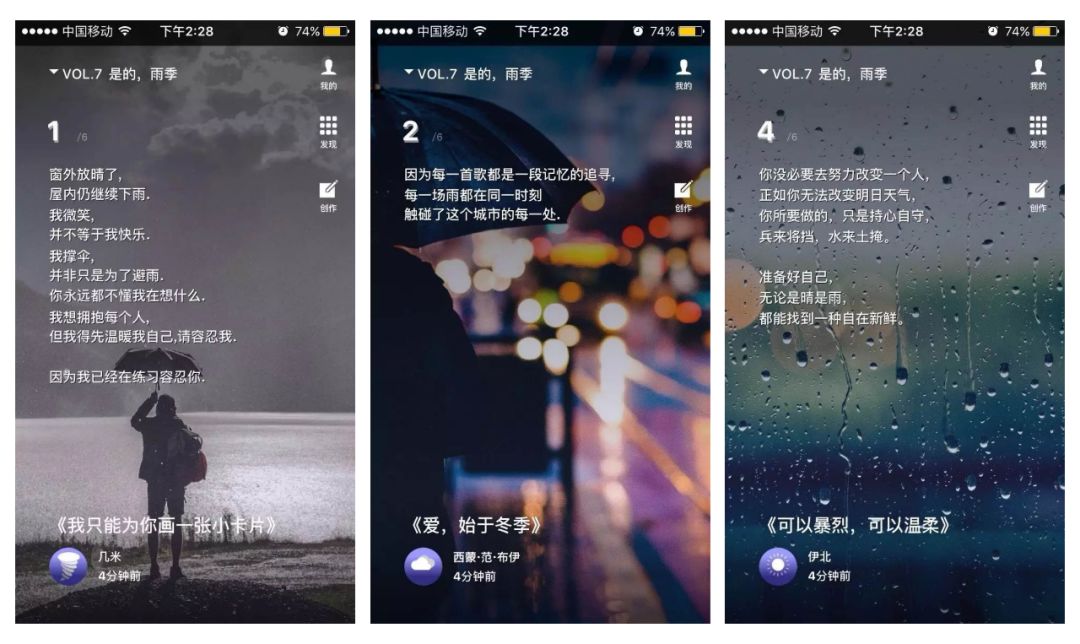 中国移动 下午2:28 74%
VOL.7 是的，雨季
我的
1 /6
发现
窗外放晴了，
屋内仍继续下雨.
创作
我微笑，
并不等于我快乐.
我撑伞，
并非只是为了避雨.
你永远都不懂我在想什么.
我想拥抱每个人，
但我得先温暖我自己,请容忍我.
因为我已经在练习容忍你.
《我只能为你画一张小卡片》
几米
4分钟前
中国移动 下午2:28 74%
VOL.7 是的，雨季
我的
2 /6
发现
因为每一首歌都是一段记忆的追寻，
每一场雨都在同一时刻
创作
触碰了这个城市的每一处.
《爱，始于冬季》
西蒙·范·布伊
4分钟前
中国移动 下午2:28 74%
VOL.7 是的，雨季
我的
4 /6
发现
你没必要去努力改变一个人，
正如你无法改变明日天气，
创作
你所要做的，只是持心自守，
兵来将挡，水来土掩。
准备好自己，
无论是晴是雨，
都能找到一种自在新鲜。
《可以暴烈，可以温柔》
伊北
4分钟前